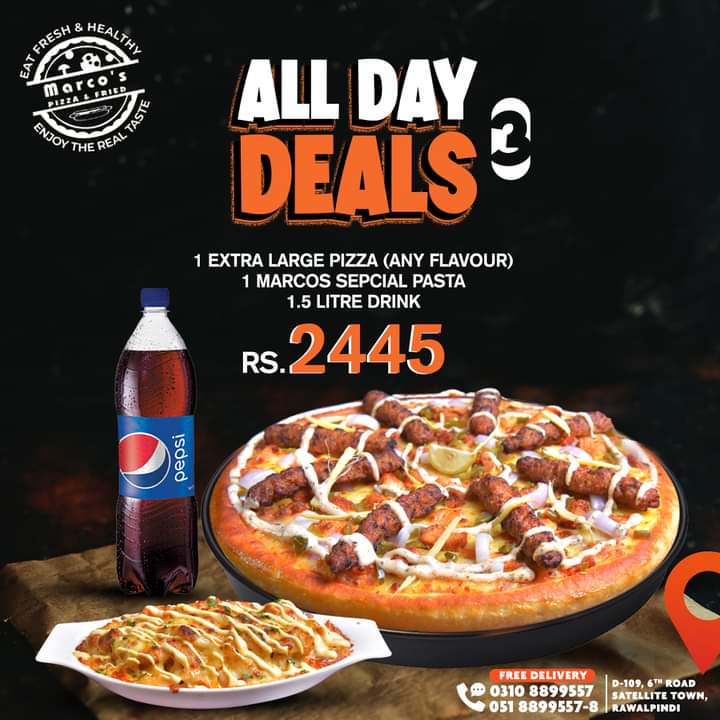 EAT FRESH & HEALTHY
Marco's
PIZZA & FRIED
ENJOY THE REAL TASTE
ALL DAY
DEALS 3
1 EXTRA LARGE PIZZA (ANY FLAVOUR)
1 MARCOS SEPCIAL PASTA
1.5 LITRE DRINK
RS.2445
pepsi
FREE DELIVERY
0310 8899557
051 8899557-8
D-109, 6TH ROAD
SATELLITE TOWN,
RAWALPINDI